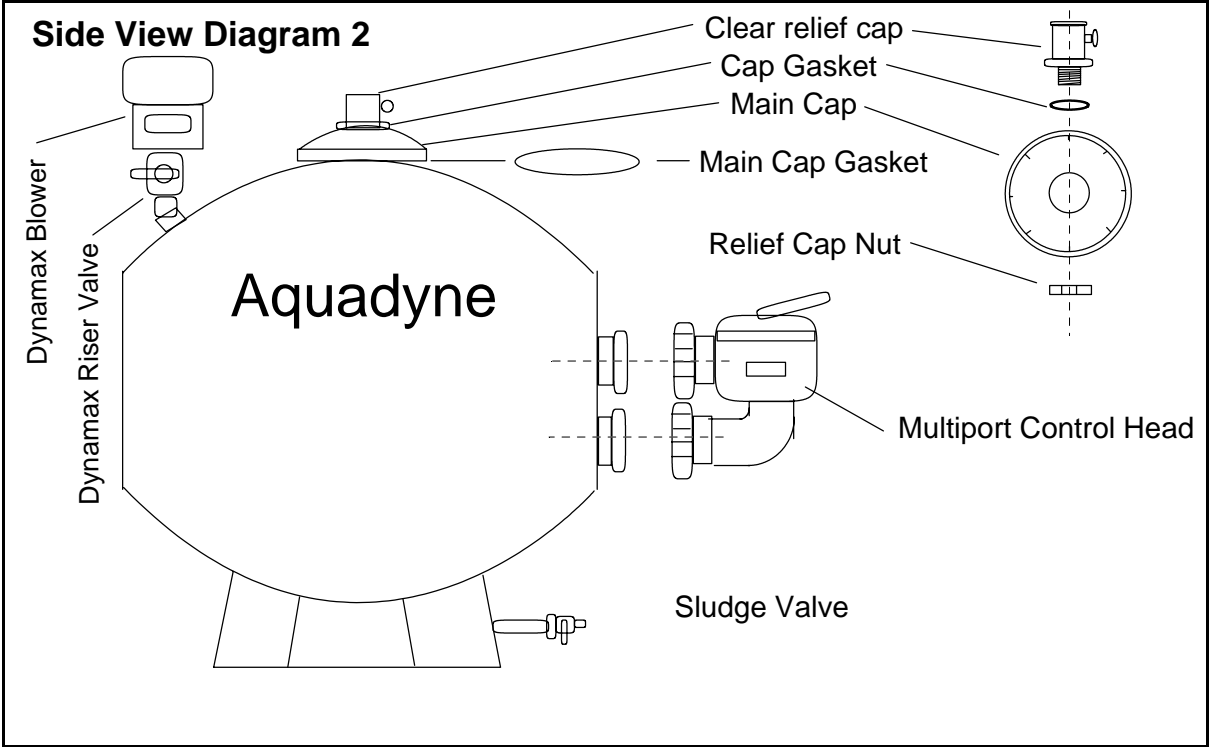 Side View Diagram 2
Clear relief cap
Cap Gasket
Main Cap
Main Cap Gasket
Relief Cap Nut
Dynamax Blower
Dynamax Riser Valve
Aquadyne
Multiport Control Head
Sludge Valve